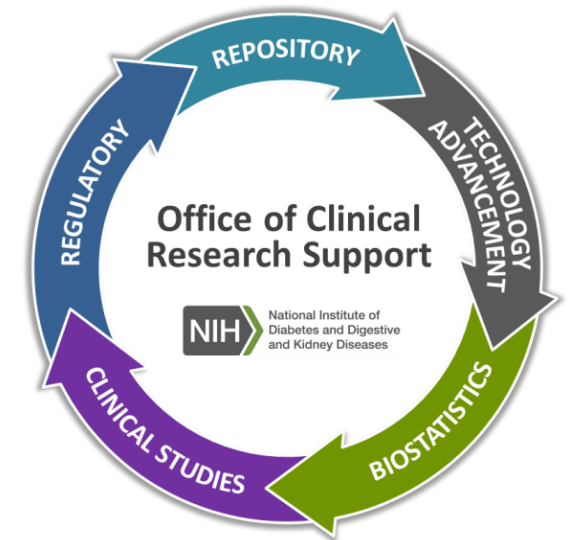 REPOSITORY
TECHNOLOGY
ADVANCEMENT
BIOSTATISTICS
CLINICAL STUDIES
REGULATORY
Office of Clinical
Research Support
NIH
National Institute of
Diabetes and Digestive
and Kidney Diseases